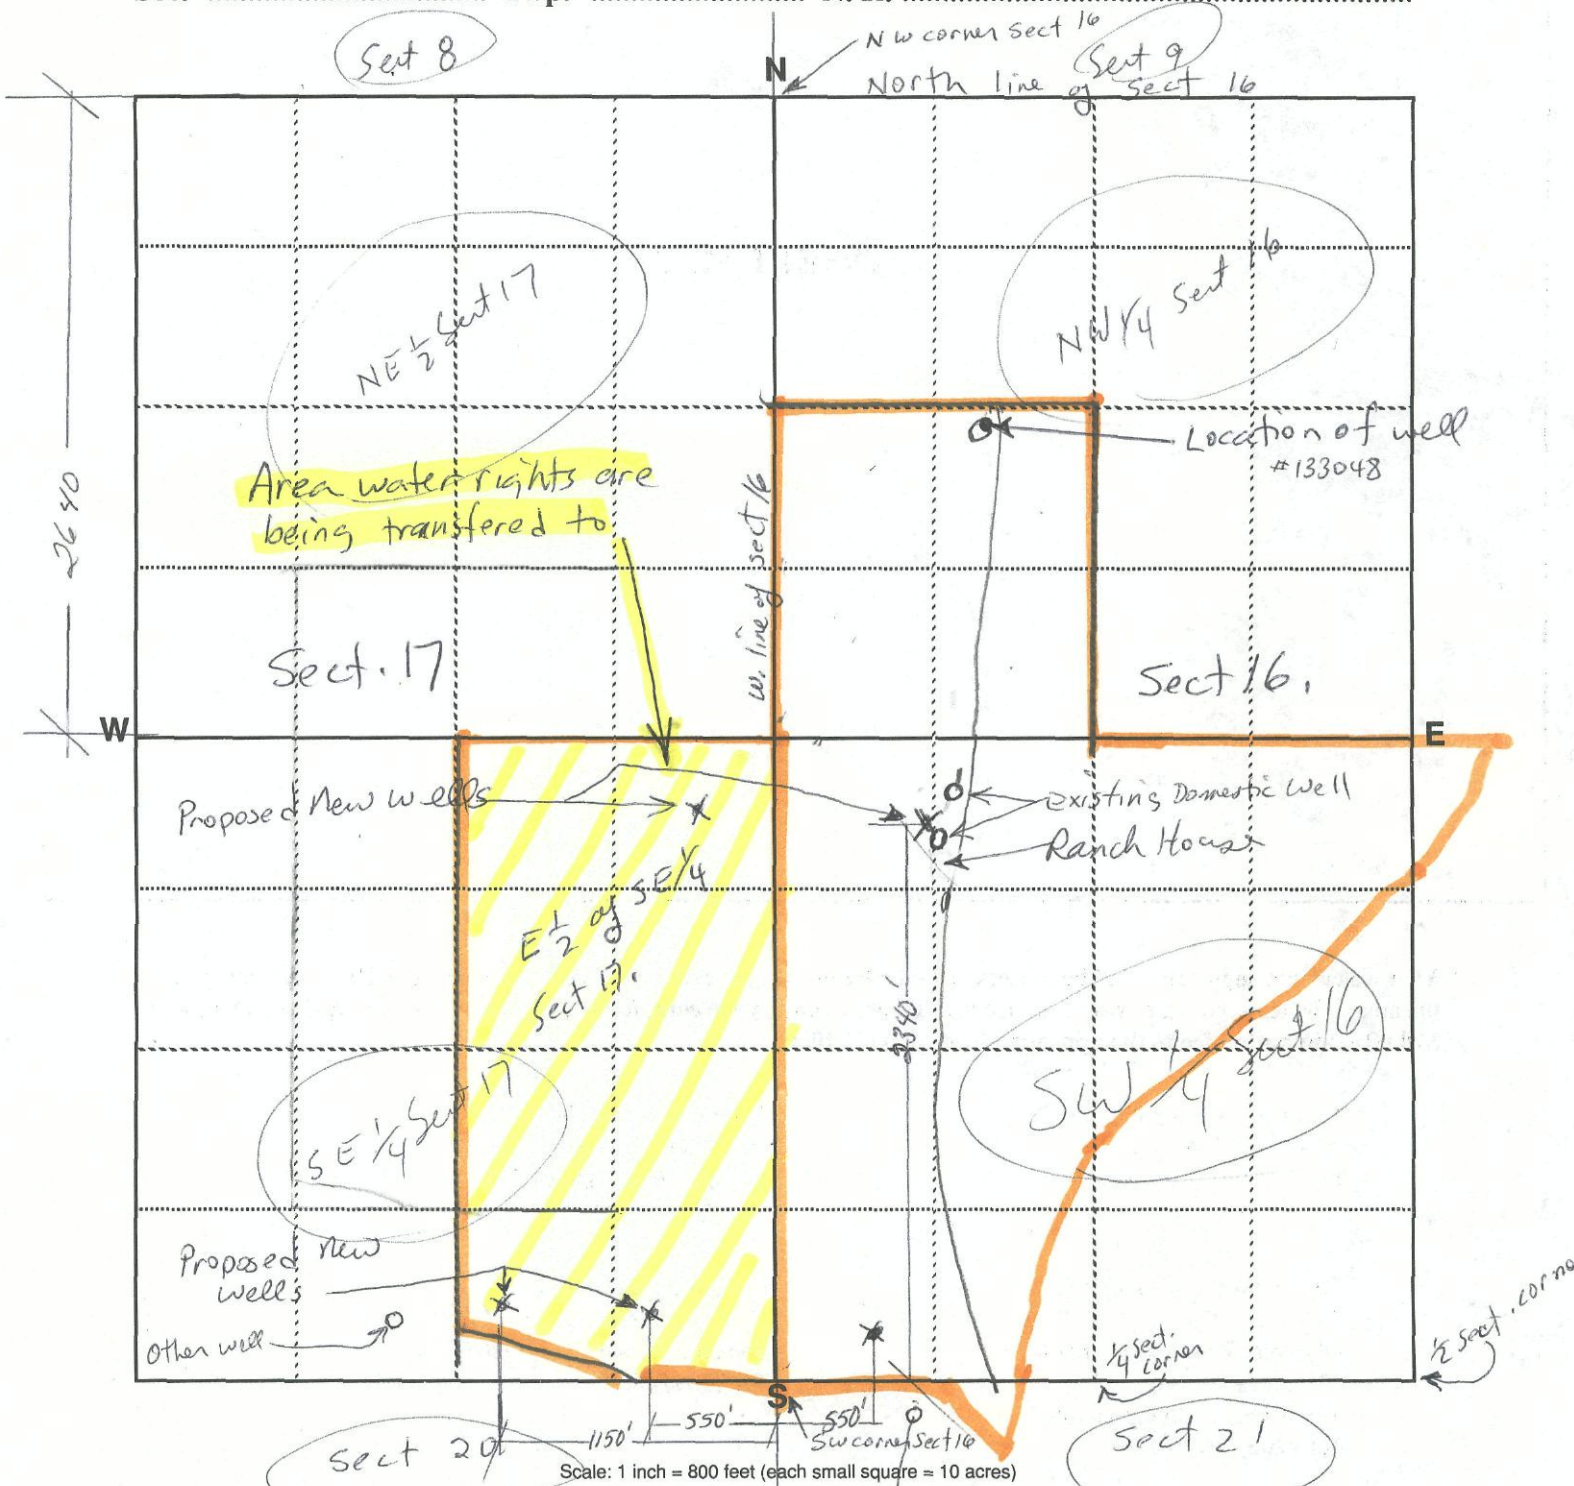 Sect 8
N W corner Sect 16
Sect 9
N
North line of Sect 16
NE 1/2 Sect 17
NW 1/4 Sect 16
Location of well
#133048
Area water rights are
being transfered to
2640
w. line of sect 16
Sect. 17
Sect 16.
W
E
Proposed New Wells
Existing Domestic Well
Ranch House
E 1/2 of SE 1/4
Sect 17.
2340'
SW 1/4 Sect 16
SE 1/4 Sect 17
Proposed New
wells
Other well
1/4 Sect.
corner
1/2 Sect. corne
S
550'
550'
1150'
SW corner Sect 16
Sect 20
Sect 21
Scale: 1 inch = 800 feet (each small square = 10 acres)